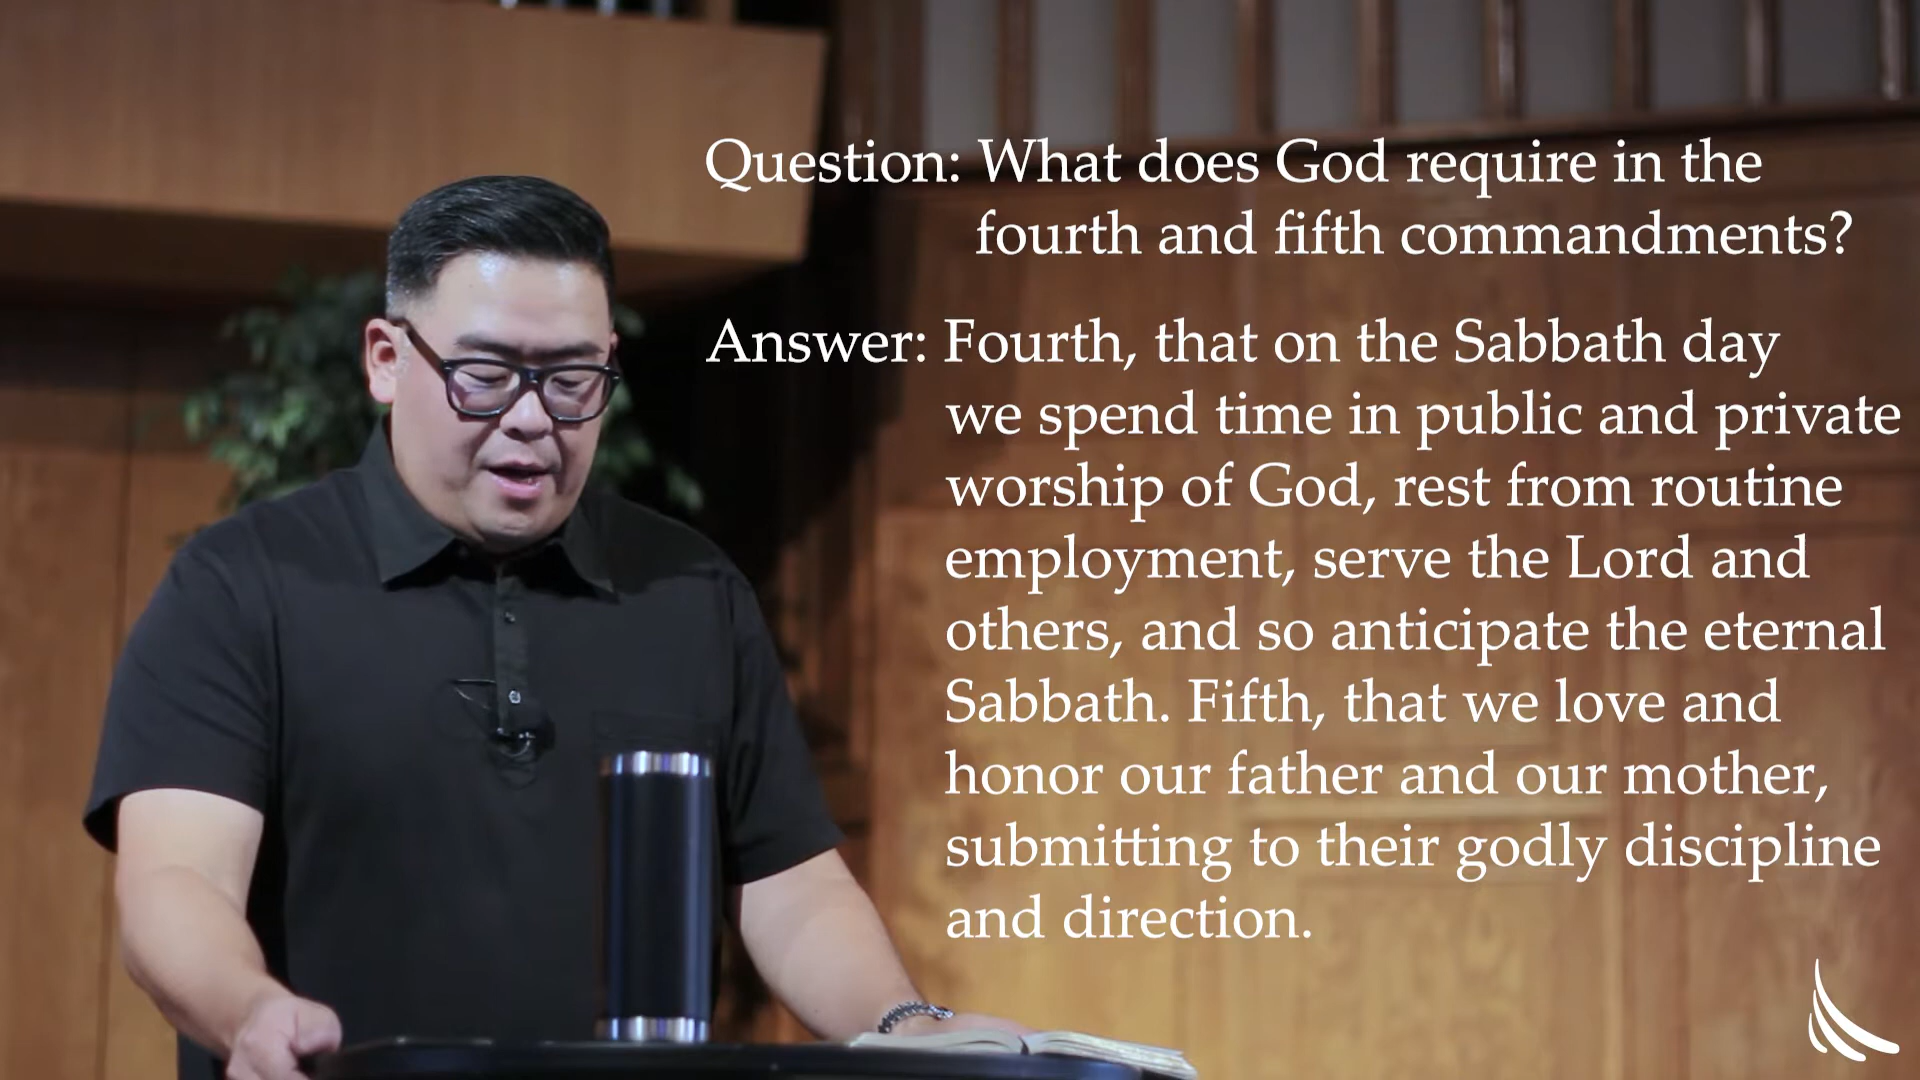 Question: What does God require in the
fourth and fifth commandments?
Answer: Fourth, that on the Sabbath day
we spend time in public and private
worship of God, rest from routine
employment, serve the Lord and
others, and so anticipate the eternal
Sabbath. Fifth, that we love and
honor our father and our mother,
submitting to their godly discipline
and direction.